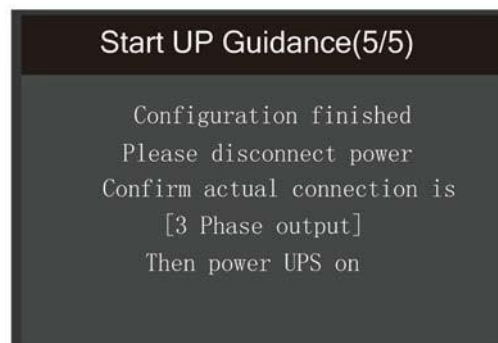 Start UP Guidance(5/5)
Configuration finished
Please disconnect power
Confirm actual connection is
[3 Phase output]
Then power UPS on